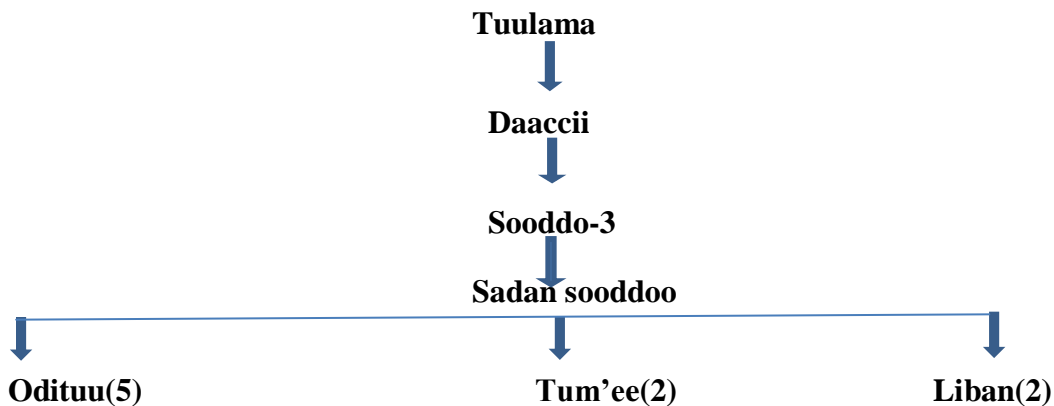 Tuulama
Daaccii
Sooddo-3
Sadan sooddoo
Odituu(5) Tum’ee(2) Liban(2)